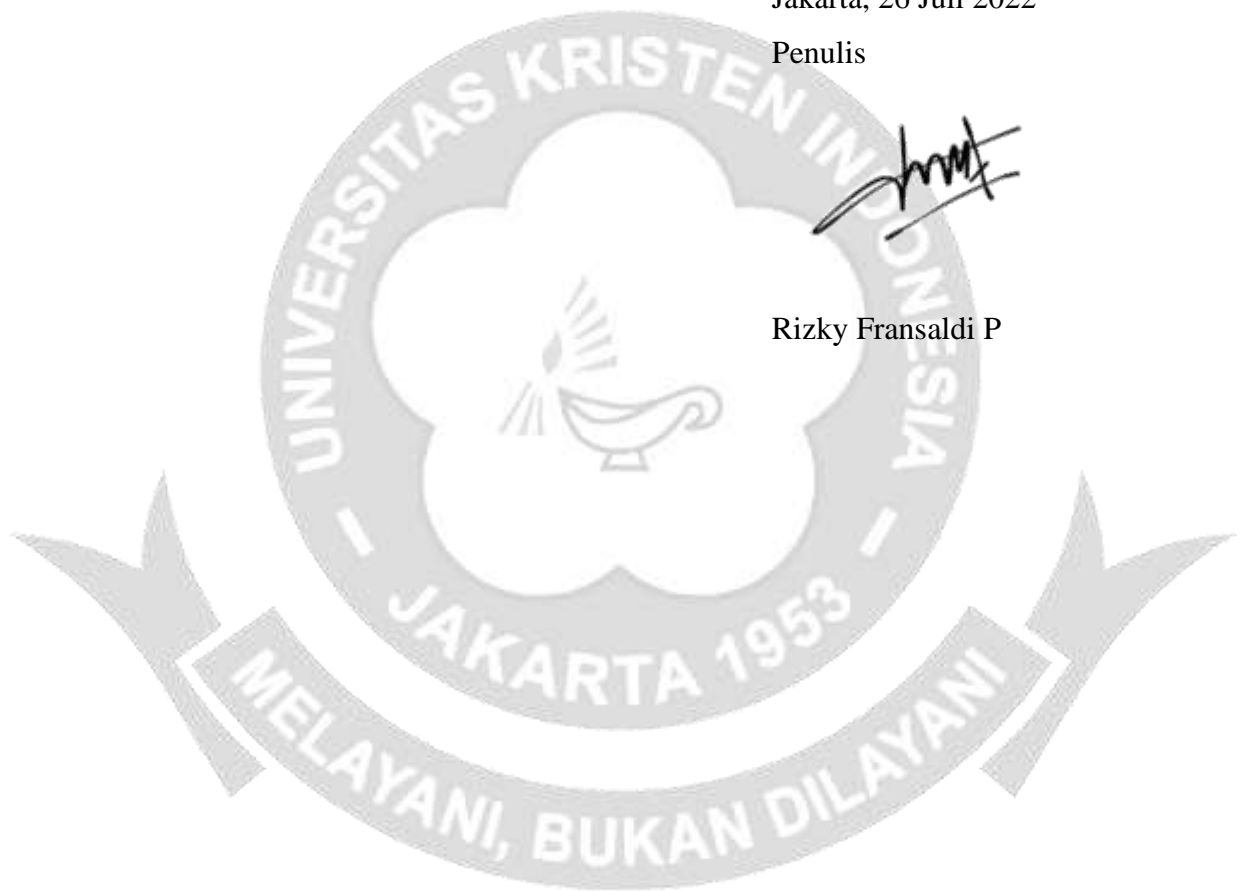 Jakarta, 26 Juli 2022
Penulis
Rizky Fransaldi P
UNIVERSITAS KRISTEN INDONESIA
- JAKARTA 1953 -
MELAYANI, BUKAN DILAYANI